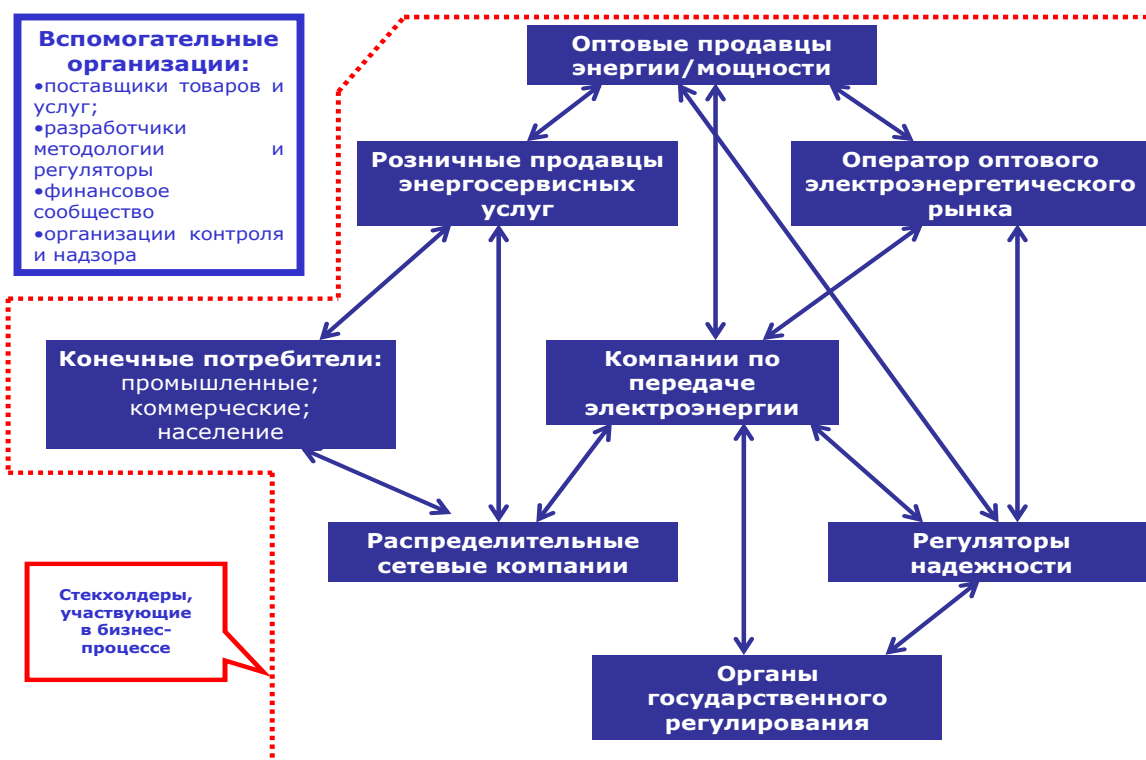 Вспомогательные
организации:
•поставщики товаров и
услуг;
•разработчики
методологии и
регуляторы
•финансовое
сообщество
•организации контроля
и надзора
Оптовые продавцы
энергии/мощности
Розничные продавцы
энергосервисных
услуг
Оператор оптового
электроэнергетического
рынка
Конечные потребители:
промышленные;
коммерческие;
население
Компании по
передаче
электроэнергии
Распределительные
сетевые компании
Регуляторы
надежности
Стекхолдеры,
участвующие
в бизнес-
процессе
Органы
государственного
регулирования